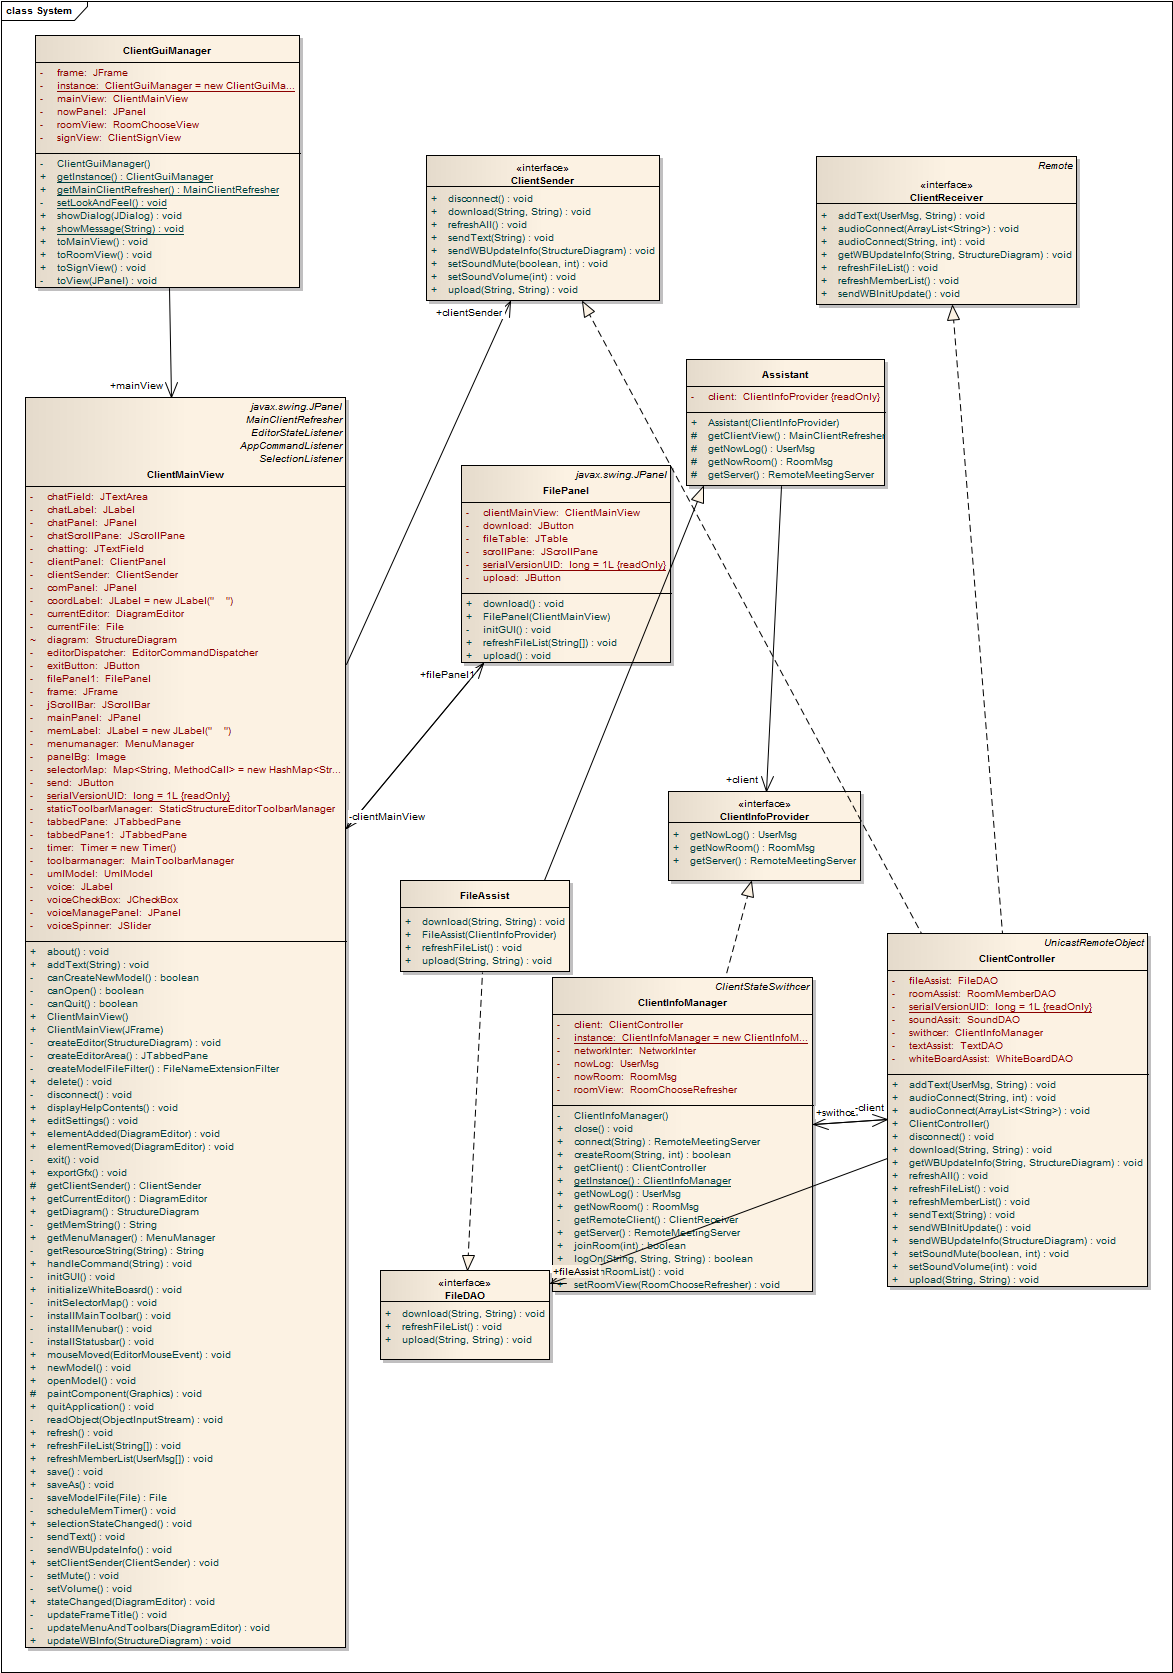 class System
ClientGuiManager
- frame: JFrame
- instance: ClientGuiManager = new ClientGuiMa...
- mainView: ClientMainView
- nowPanel: JPanel
- roomView: RoomChooseView
- signView: ClientSignView
- ClientGuiManager()
+ getInstance() : ClientGuiManager
+ getMainClientRefresher() : MainClientRefresher
- setLookAndFeel() : void
+ showDialog(JDialog) : void
+ showMessage(String) : void
+ toMainView() : void
+ toRoomView() : void
+ toSignView() : void
- toView(JPanel) : void
«interface»
ClientSender
+ disconnect() : void
+ download(String, String) : void
+ refreshAll() : void
+ sendText(String) : void
+ sendWBUpdateInfo(StructureDiagram) : void
+ setSoundMute(boolean, int) : void
+ setSoundVolume(int) : void
+ upload(String, String) : void
Remote
«interface»
ClientReceiver
+ addText(UserMsg, String) : void
+ audioConnect(ArrayList<String>) : void
+ audioConnect(String, int) : void
+ getWBUpdateInfo(String, StructureDiagram) : void
+ refreshFileList() : void
+ refreshMemberList() : void
+ sendWBInitUpdate() : void
+clientSender
+mainView
Assistant
- client: ClientInfoProvider {readOnly}
+ Assistant(ClientInfoProvider)
# getClientView() : MainClientRefresher
# getNowLog() : UserMsg
# getNowRoom() : RoomMsg
# getServer() : RemoteMeetingServer
javax.swing.JPanel
MainClientRefresher
EditorStateListener
AppCommandListener
SelectionListener
ClientMainView
- chatField: JTextArea
- chatLabel: JLabel
- chatPanel: JPanel
- chatScrollPane: JScrollPane
- chatting: JTextField
- clientPanel: ClientPanel
- clientSender: ClientSender
- comPanel: JPanel
- coordLabel: JLabel = new JLabel("    ")
- currentEditor: DiagramEditor
- currentFile: File
~ diagram: StructureDiagram
- editorDispatcher: EditorCommandDispatcher
- exitButton: JButton
- filePanel1: FilePanel
- frame: JFrame
- jScrollBar: JScrollBar
- mainPanel: JPanel
- memLabel: JLabel = new JLabel("    ")
- menumanager: MenuManager
- panelBg: Image
- selectorMap: Map<String, MethodCall> = new HashMap<Str...
- send: JButton
- serialVersionUID: long = 1L {readOnly}
- staticToolbarManager: StaticStructureEditorToolbarManager
- tabbedPane: JTabbedPane
- tabbedPane1: JTabbedPane
- timer: Timer = new Timer()
- toolbarmanager: MainToolbarManager
- umlModel: UmlModel
- voice: JLabel
- voiceCheckBox: JCheckBox
- voiceManagePanel: JPanel
- voiceSpinner: JSlider
+ about() : void
+ addText(String) : void
- canCreateNewModel() : boolean
- canOpen() : boolean
- canQuit() : boolean
+ ClientMainView()
+ ClientMainView(JFrame)
- createEditor(StructureDiagram) : void
- createEditorArea() : JTabbedPane
- createModelFileFilter() : FileNameExtensionFilter
+ delete() : void
- disconnect() : void
+ displayHelpContents() : void
+ editSettings() : void
+ elementAdded(DiagramEditor) : void
+ elementRemoved(DiagramEditor) : void
- exit() : void
+ exportGfx() : void
# getClientSender() : ClientSender
+ getCurrentEditor() : DiagramEditor
+ getDiagram() : StructureDiagram
- getMemString() : String
+ getMenuManager() : MenuManager
- getResourceString(String) : String
+ handleCommand(String) : void
- initGUI() : void
+ initializeWhiteBoasrd() : void
- initSelectorMap() : void
- installMainToolbar() : void
- installMenubar() : void
- installStatusbar() : void
+ mouseMoved(EditorMouseEvent) : void
+ newModel() : void
+ openModel() : void
# paintComponent(Graphics) : void
+ quitApplication() : void
- readObject(ObjectInputStream) : void
+ refresh() : void
+ refreshFileList(String[]) : void
+ refreshMemberList(UserMsg[]) : void
+ save() : void
+ saveAs() : void
- saveModelFile(File) : File
- scheduleMemTimer() : void
+ selectionStateChanged() : void
- sendText() : void
- sendWBUpdateInfo() : void
+ setClientSender(ClientSender) : void
- setMute() : void
- setVolume() : void
+ stateChanged(DiagramEditor) : void
- updateFrameTitle() : void
- updateMenuAndToolbars(DiagramEditor) : void
+ updateWBInfo(StructureDiagram) : void
javax.swing.JPanel
FilePanel
- clientMainView: ClientMainView
- download: JButton
- fileTable: JTable
- scrollPane: JScrollPane
- serialVersionUID: long = 1L {readOnly}
- upload: JButton
+ download() : void
+ FilePanel(ClientMainView)
- initGUI() : void
+ refreshFileList(String[]) : void
+ upload() : void
+filePanel1
-clientMainView
+client
«interface»
ClientInfoProvider
+ getNowLog() : UserMsg
+ getNowRoom() : RoomMsg
+ getServer() : RemoteMeetingServer
FileAssist
+ download(String, String) : void
+ FileAssist(ClientInfoProvider)
+ refreshFileList() : void
+ upload(String, String) : void
ClientStateSwithcer
ClientInfoManager
- client: ClientController
- instance: ClientInfoManager = new ClientInfoM...
- networkInter: NetworkInter
- nowLog: UserMsg
- nowRoom: RoomMsg
- roomView: RoomChooseRefresher
- ClientInfoManager()
+ close() : void
+ connect(String) : RemoteMeetingServer
+ createRoom(String, int) : boolean
+ getClient() : ClientController
+ getInstance() : ClientInfoManager
+ getNowLog() : UserMsg
+ getNowRoom() : RoomMsg
- getRemoteClient() : ClientReceiver
+ getServer() : RemoteMeetingServer
+ joinRoom(int) : boolean
+ logOn(String, String, String) : boolean
RoomList() : void
+ setRoomView(RoomChooseRefresher) : void
UnicastRemoteObject
ClientController
- fileAssist: FileDAO
- roomAssist: RoomMemberDAO
- serialVersionUID: long = 1L {readOnly}
- soundAssit: SoundDAO
- swithcer: ClientInfoManager
- textAssist: TextDAO
- whiteBoardAssist: WhiteBoardDAO
+ addText(UserMsg, String) : void
+ audioConnect(String, int) : void
+ audioConnect(ArrayList<String>) : void
+ ClientController()
+ disconnect() : void
+ download(String, String) : void
+ getWBUpdateInfo(String, StructureDiagram) : void
+ refreshAll() : void
+ refreshFileList() : void
+ refreshMemberList() : void
+ sendText(String) : void
+ sendWBInitUpdate() : void
+ sendWBUpdateInfo(StructureDiagram) : void
+ setSoundMute(boolean, int) : void
+ setSoundVolume(int) : void
+ upload(String, String) : void
-client
+fileAssist
«interface»
FileDAO
+ download(String, String) : void
+ refreshFileList() : void
+ upload(String, String) : void